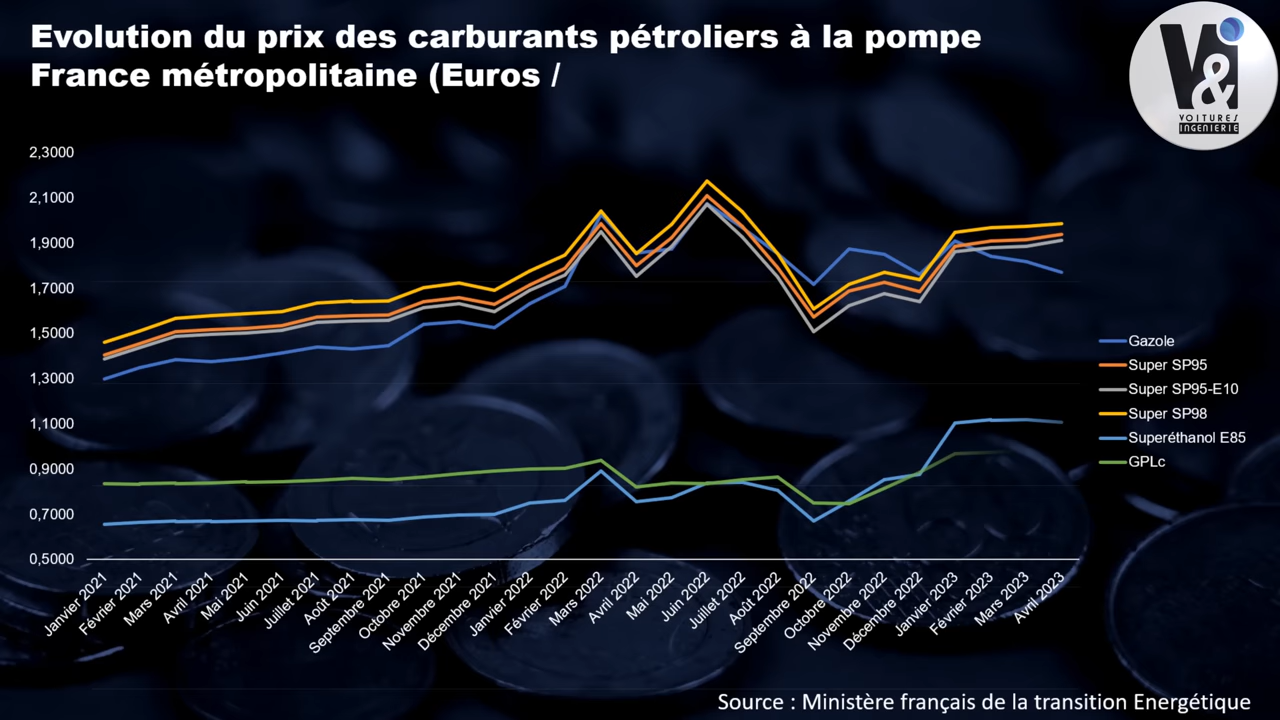 Evolution du prix des carburants pétroliers à la pompe
France métropolitaine (Euros /
V&i
VOITURES
INGENIERIE
2,3000
2,1000
1,9000
1,7000
1,5000
1,3000
1,1000
0,9000
0,7000
0,5000
Gazole
Super SP95
Super SP95-E10
Super SP98
Superéthanol E85
GPLc
Janvier 2021
Février 2021
Mars 2021
Avril 2021
Mai 2021
Juin 2021
Juillet 2021
Août 2021
Septembre 2021
Octobre 2021
Novembre 2021
Décembre 2021
Janvier 2022
Février 2022
Mars 2022
Avril 2022
Mai 2022
Juin 2022
Juillet 2022
Août 2022
Septembre 2022
Octobre 2022
Novembre 2022
Décembre 2022
Janvier 2023
Février 2023
Mars 2023
Avril 2023
Source : Ministère français de la transition Energétique